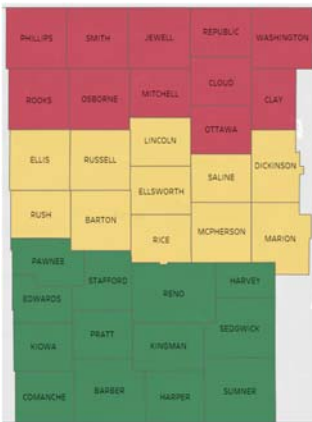 PHILLIPS SMITH JEWELL REPUBLIC WASHINGTON
ROOKS OSBORNE MITCHELL CLOUD CLAY
OTTAWA
ELLIS RUSSELL LINCOLN SALINE DICKINSON
ELLSWORTH
RUSH BARTON RICE MCPHERSON MARION
PAWNEE STAFFORD RENO HARVEY
EDWARDS
KIOWA PRATT KINSMAN SEDGWICK
COMANCHE BARBER HARPER SUMNER